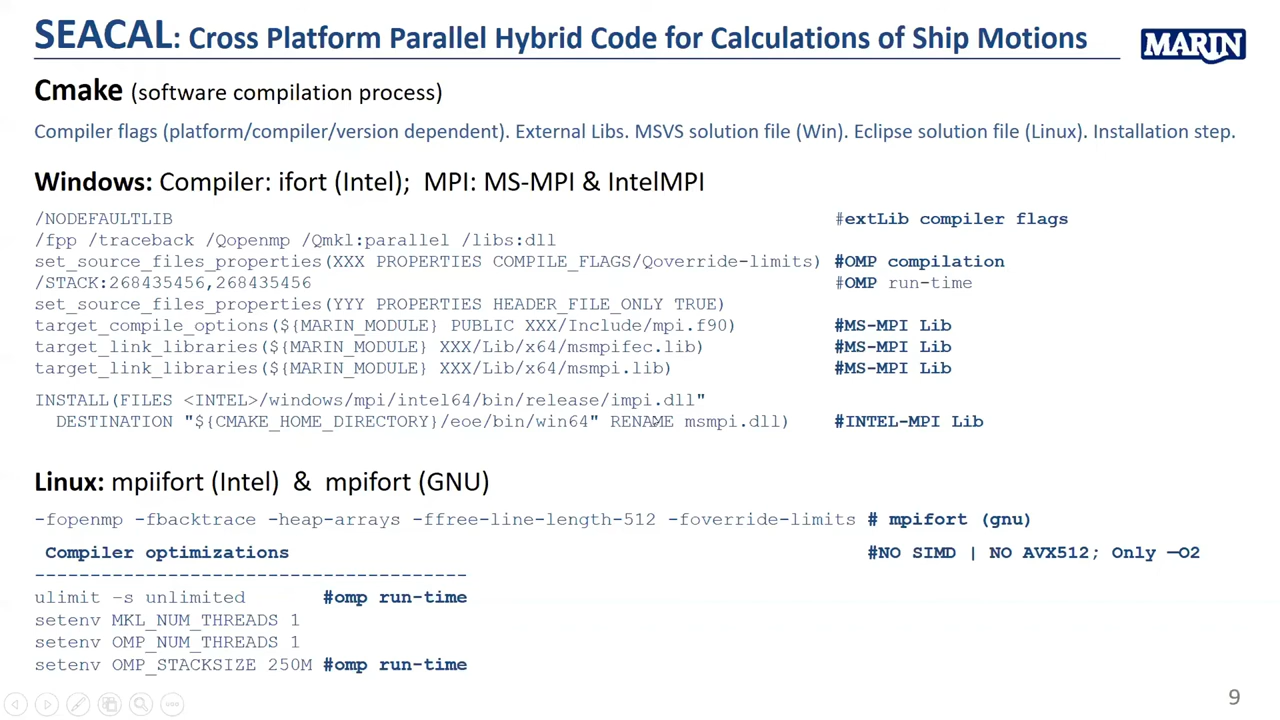 SEACAL: Cross Platform Parallel Hybrid Code for Calculations of Ship Motions
MARIN
Cmake (software compilation process)
Compiler flags (platform/compiler/version dependent). External Libs. MSVS solution file (Win). Eclipse solution file (Linux). Installation step.
Windows: Compiler: ifort (Intel); MPI: MS-MPI & IntelMPI
/NODEFAULTLIB #extLib compiler flags
/fpp /traceback /Qopenmp /Qmkl:parallel /libs:dll
set_source_files_properties(XXX PROPERTIES COMPILE_FLAGS/Qoverride-limits) #OMP compilation
/STACK:268435456,268435456 #OMP run-time
set_source_files_properties(YYY PROPERTIES HEADER_FILE_ONLY TRUE)
target_compile_options(${MARIN_MODULE} PUBLIC XXX/Include/mpi.f90) #MS-MPI Lib
target_link_libraries(${MARIN_MODULE} XXX/Lib/x64/msmpifec.lib) #MS-MPI Lib
target_link_libraries(${MARIN_MODULE} XXX/Lib/x64/msmpi.lib) #MS-MPI Lib
INSTALL(FILES <INTEL>/windows/mpi/intel64/bin/release/impi.dll"
DESTINATION "${CMAKE_HOME_DIRECTORY}/eoe/bin/win64" RENAME msmpi.dll) #INTEL-MPI Lib
Linux: mpiifort (Intel) & mpifort (GNU)
-fopenmp -fbacktrace -heap-arrays -ffree-line-length-512 -foverride-limits # mpifort (gnu)
Compiler optimizations #NO SIMD | NO AVX512; Only —O2
----------------------------------------
ulimit –s unlimited #omp run-time
setenv MKL_NUM_THREADS 1
setenv OMP_NUM_THREADS 1
setenv OMP_STACKSIZE 250M #omp run-time
9